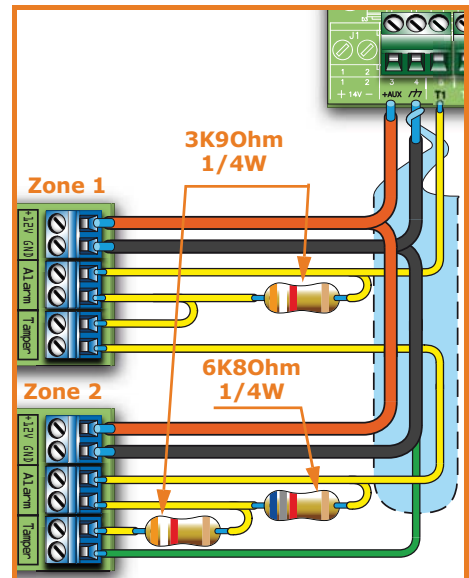 J1
1 2
1 2 3 4
+ 14V - +AUX T1
3K9Ohm
1/4W
Zone 1
+12V GND
Alarm
Tamper
6K8Ohm
1/4W
Zone 2
+12V GND
Alarm
Tamper